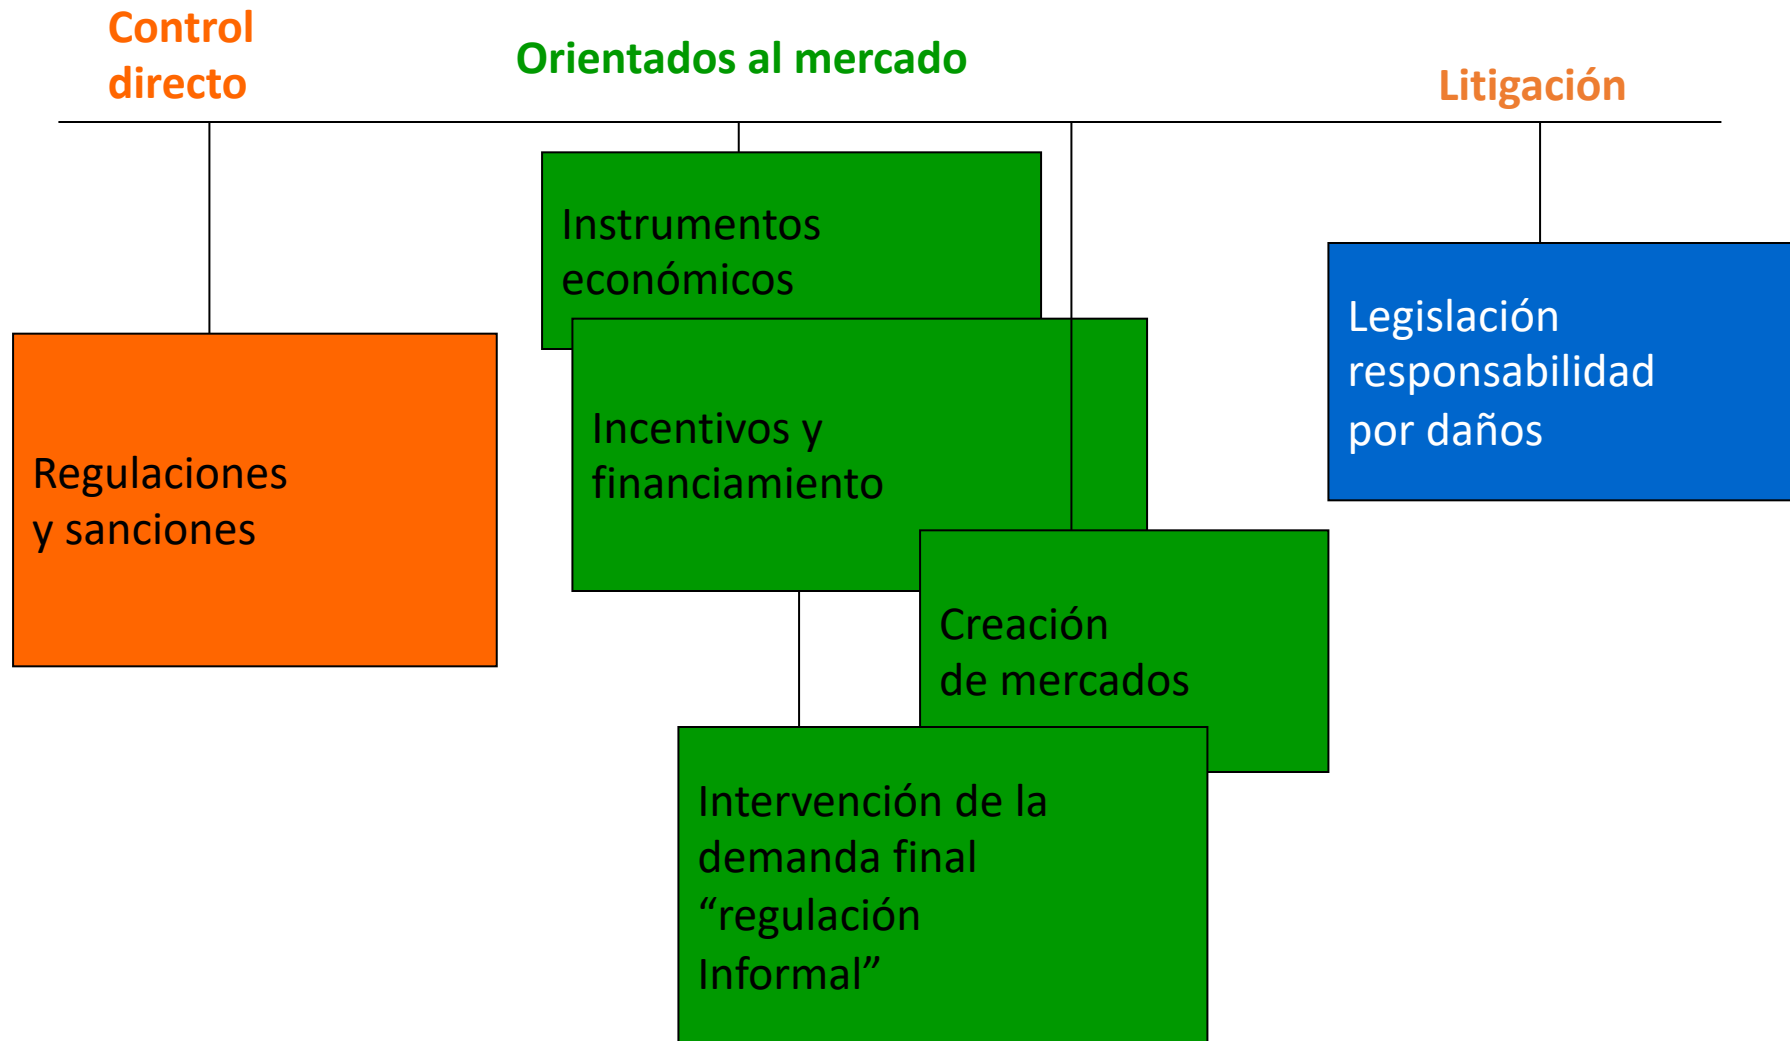 Control
directo
Orientados al mercado
Litigación
Regulaciones
y sanciones
Instrumentos
económicos
Incentivos y
financiamiento
Creación
de mercados
Intervención de la
demanda final
“regulación
Informal”
Legislación
responsabilidad
por daños